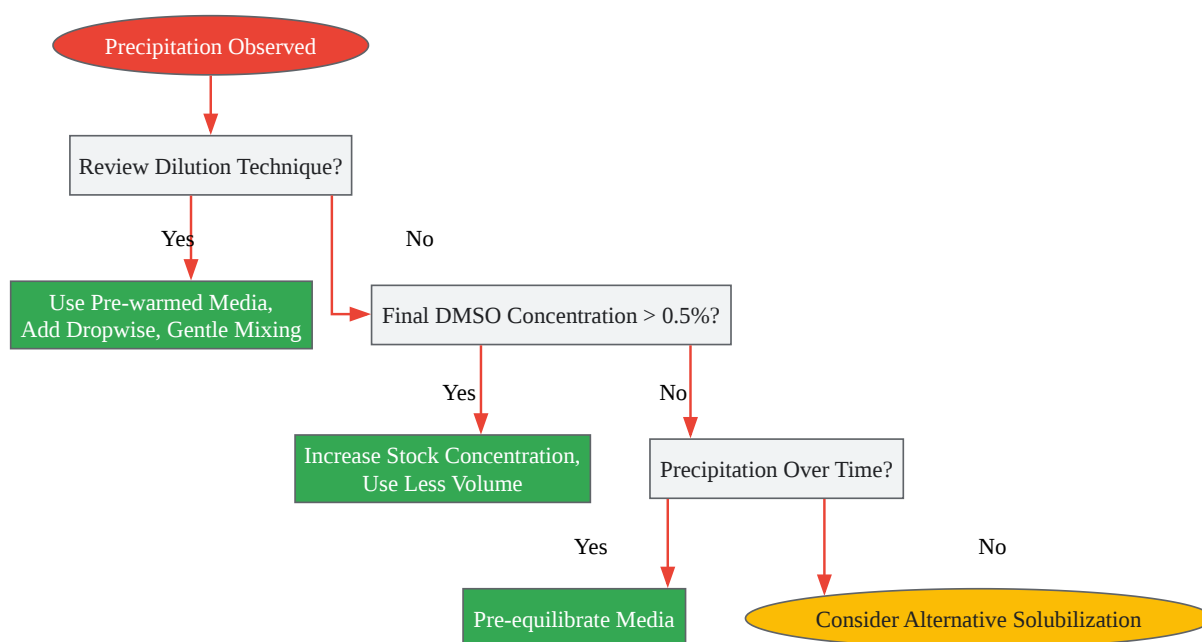 Precipitation Observed
Review Dilution Technique?
Yes
No
Use Pre-warmed Media,
Add Dropwise, Gentle Mixing
Final DMSO Concentration > 0.5%?
Yes
No
Increase Stock Concentration,
Use Less Volume
Precipitation Over Time?
Yes
No
Pre-equilibrate Media
Consider Alternative Solubilization